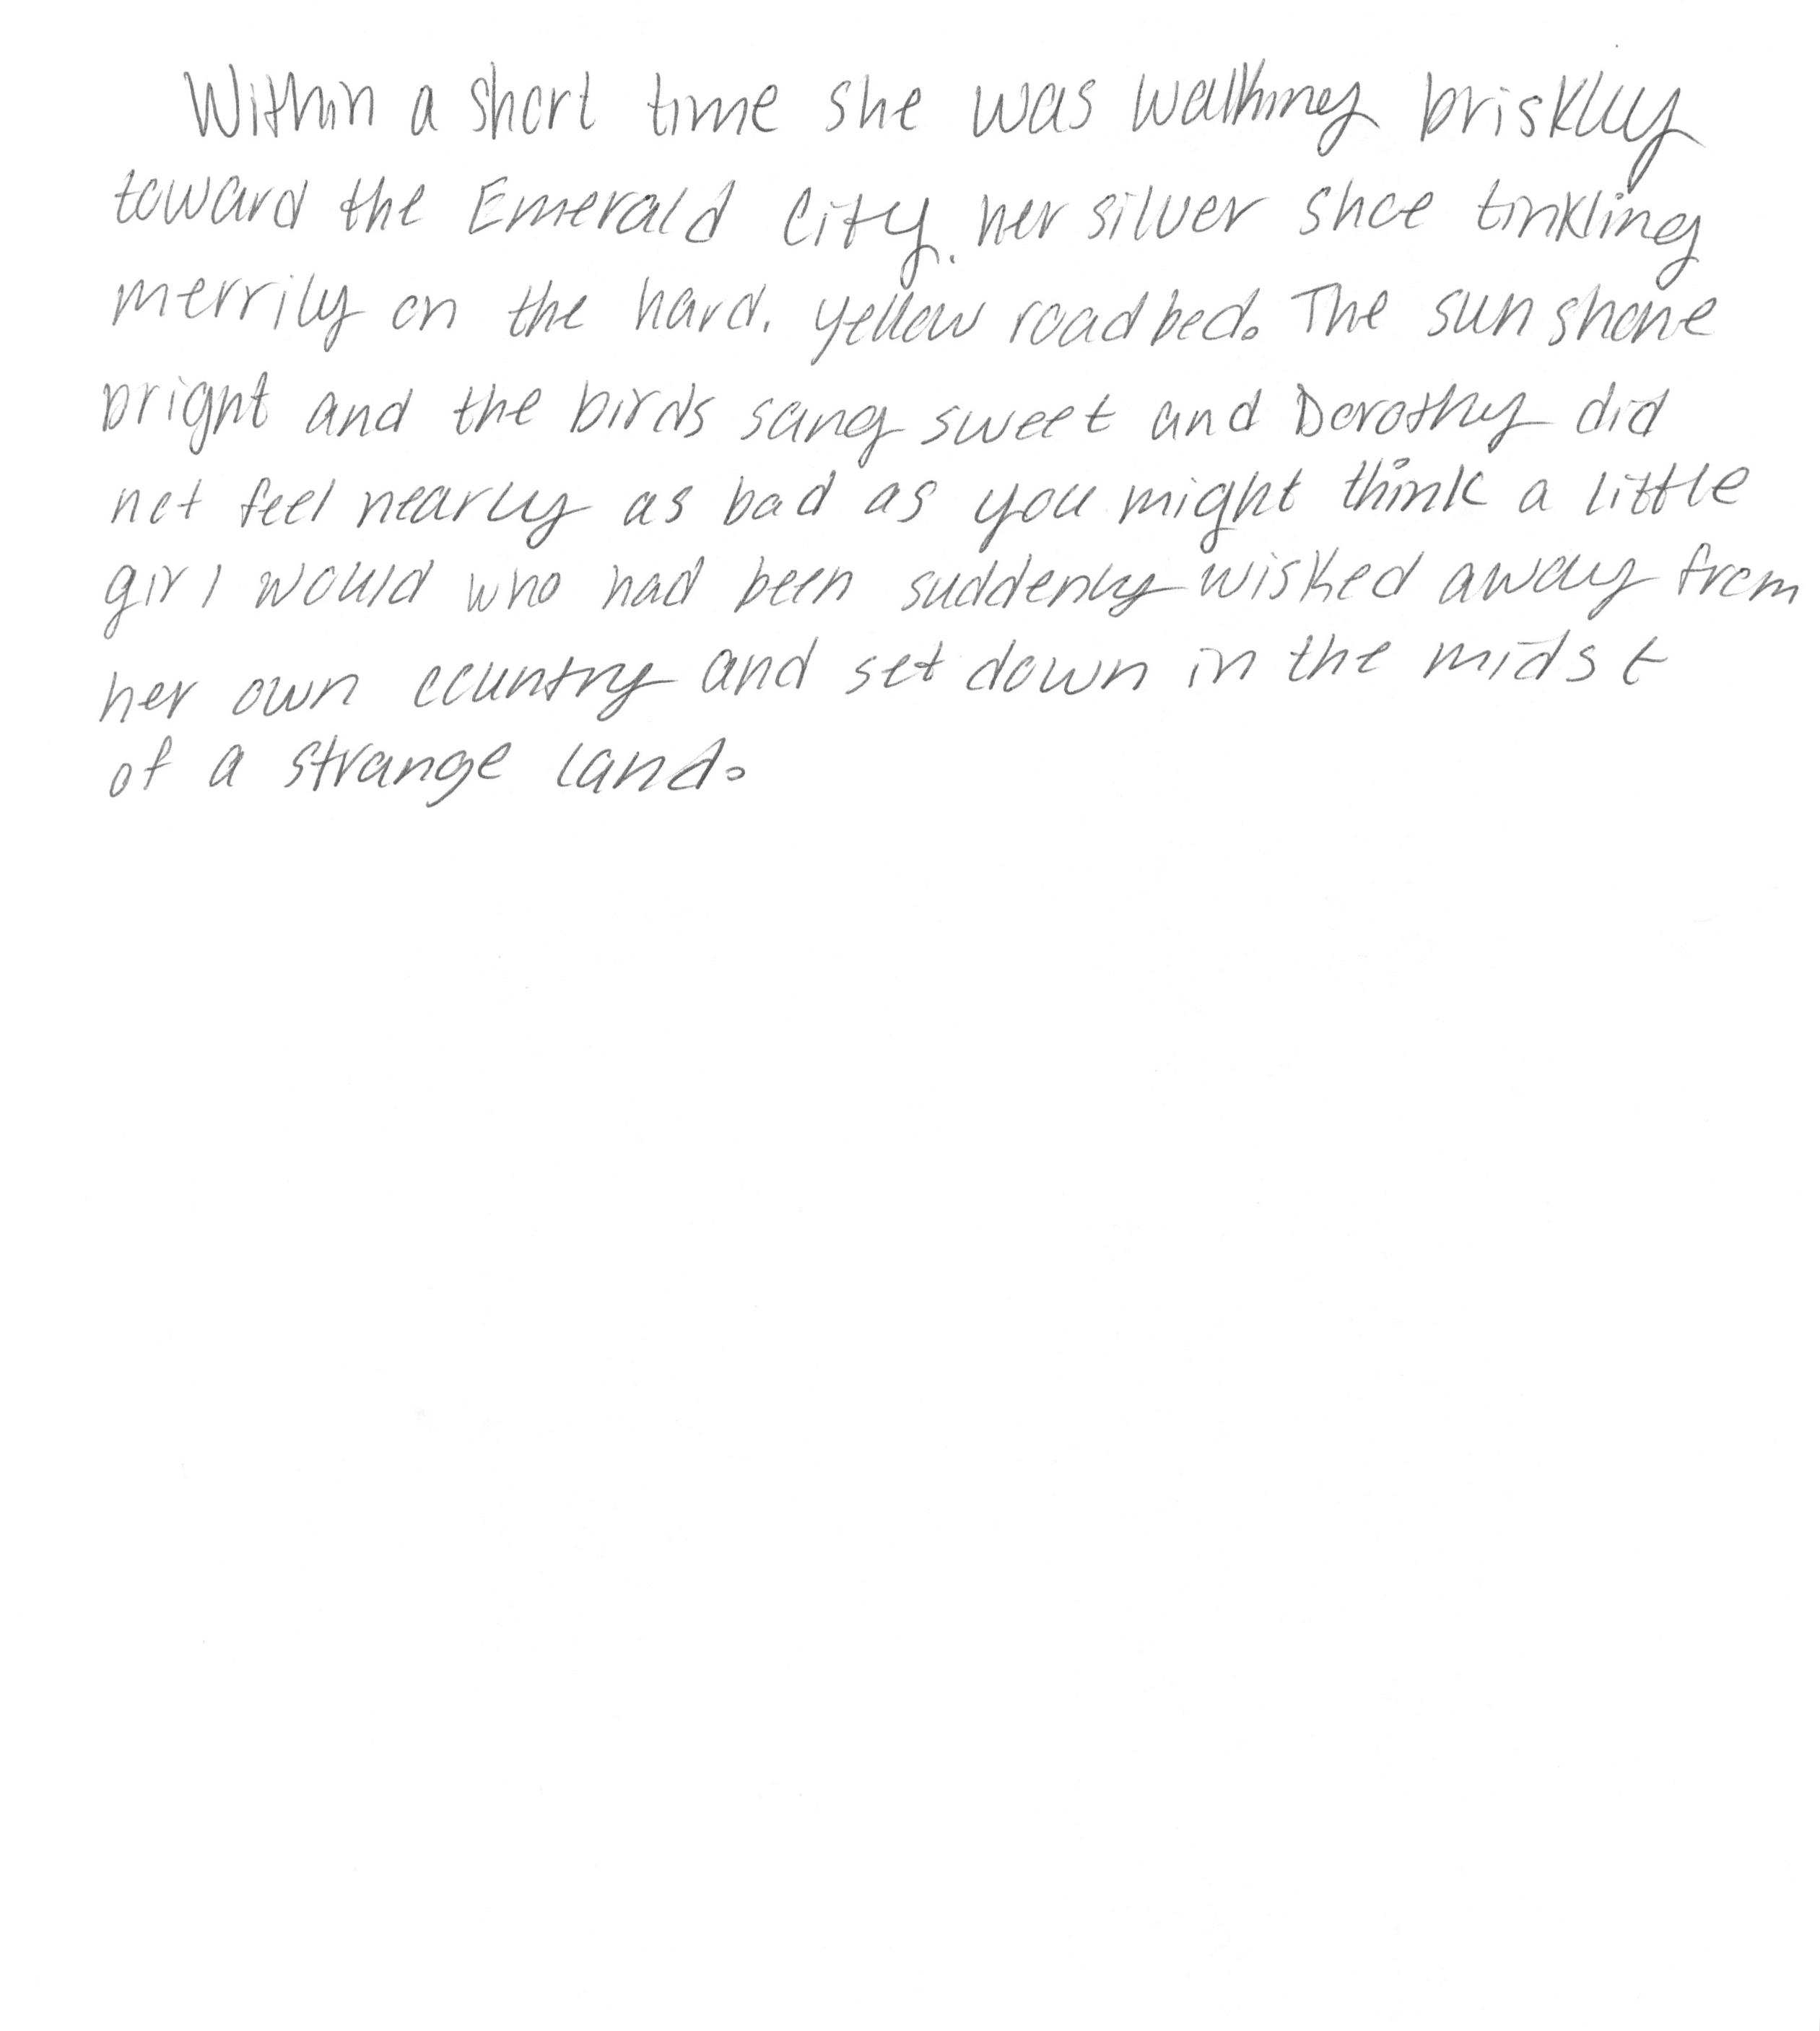 Within a short time she was walking briskly
toward the Emerald City, her silver shoe tinkling
merrily on the hard, yellow roadbed. The sun shone
bright and the birds sang sweet and Dorothy did
not feel nearly as bad as you might think a little
girl would who had been suddenly wisked away from
her own country and set down in the midst
of a strange land.